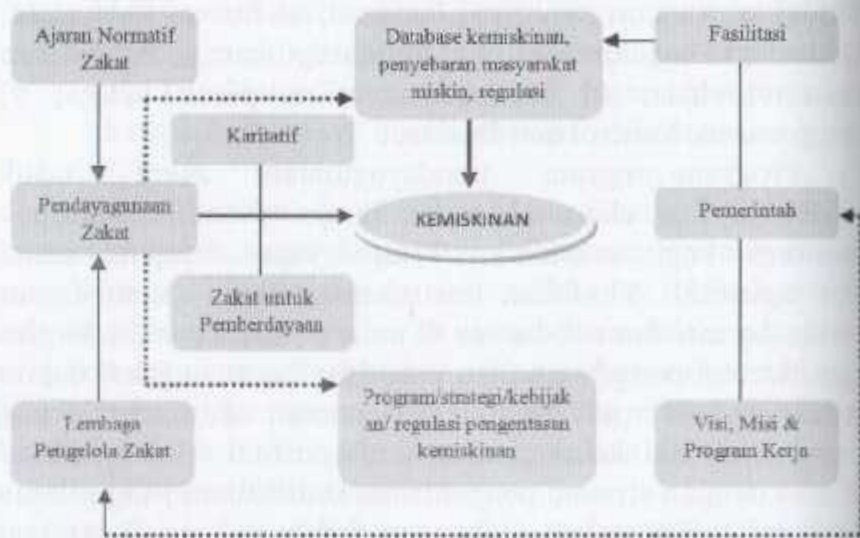 Ajaran Normatif
Zakat
Database kemiskinan,
penyebaran masyarakat
miskin, regulasi
Fasilitasi
Karitatif
Pendayagunaan
Zakat
KEMISKINAN
Pemerintah
Zakat untuk
Pemberdayaan
Lembaga
Pengelola Zakat
Program/strategi/kebijak
an/ regulasi pengentasan
kemiskinan
Visi, Misi &
Program Kerja